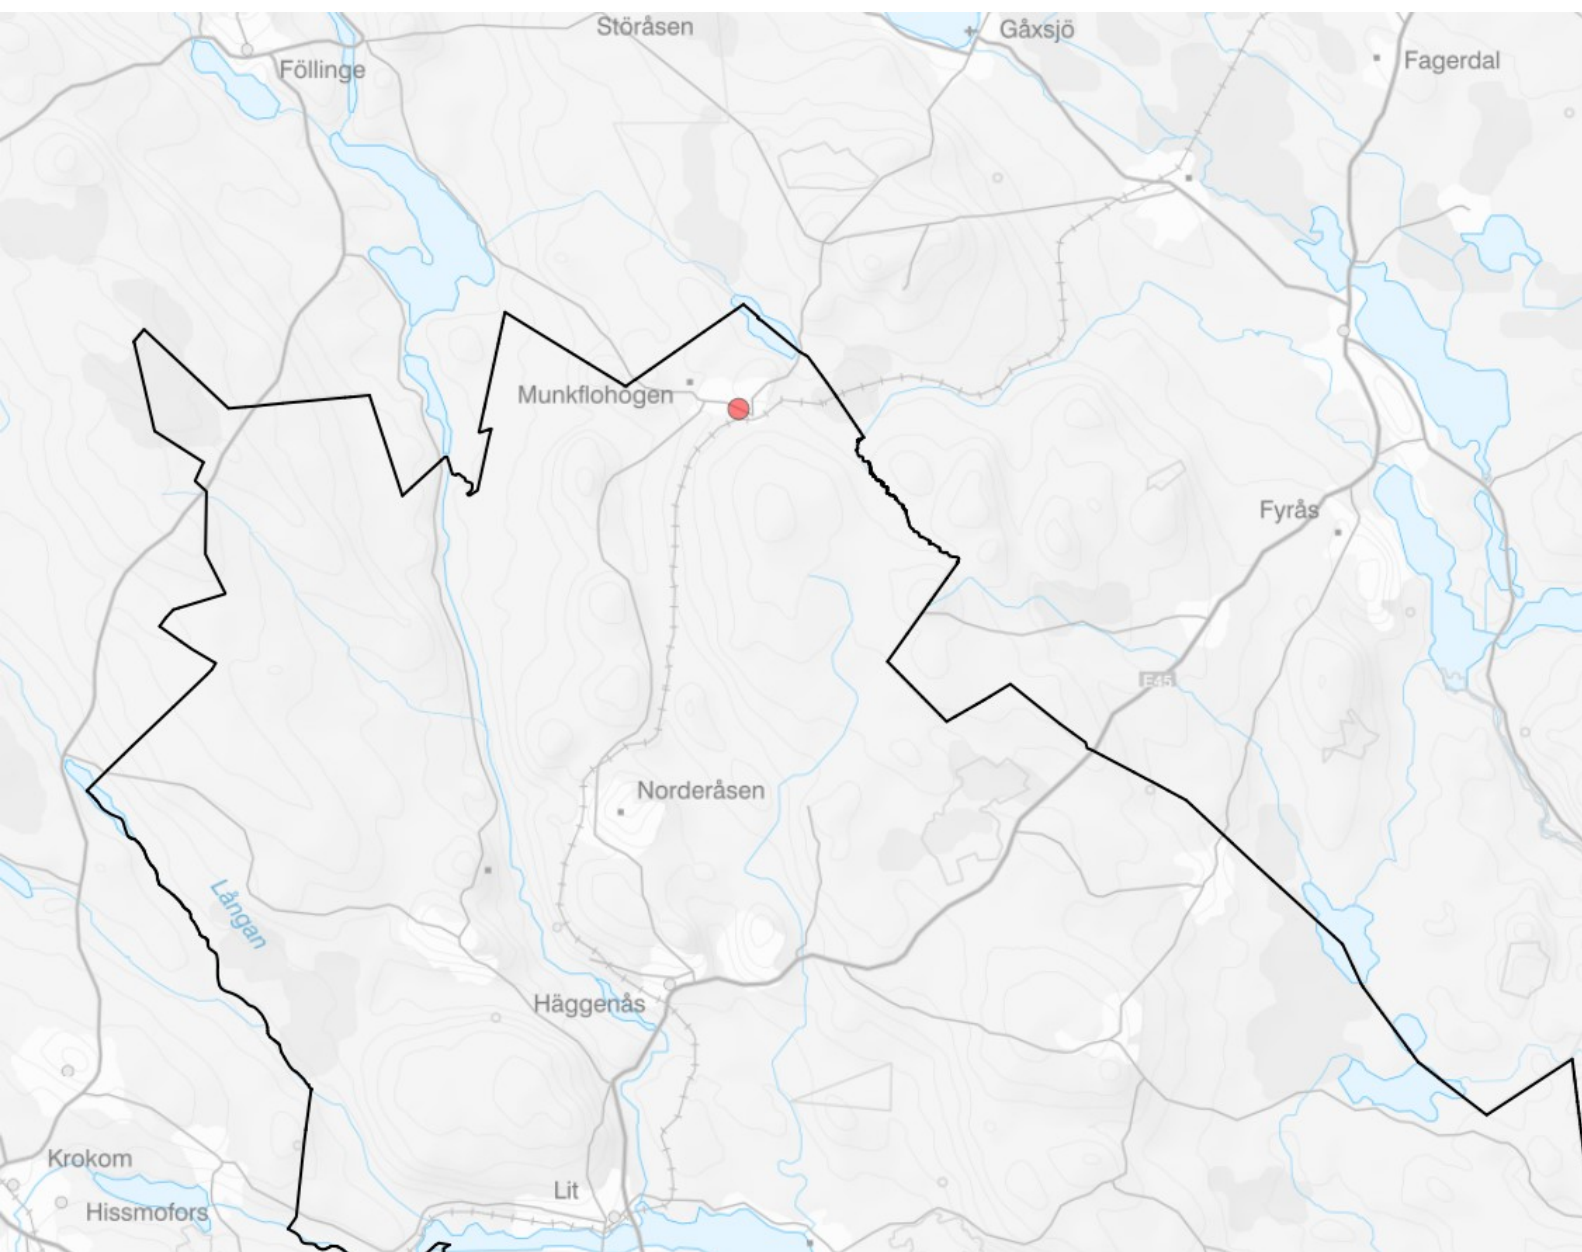 Störåsen
Gåxsjö
Föllinge
Fagerdal
Munkflohögen
Fyrås
E45
Norderåsen
Långan
Häggenås
Krokom
Lit
Hissmofors